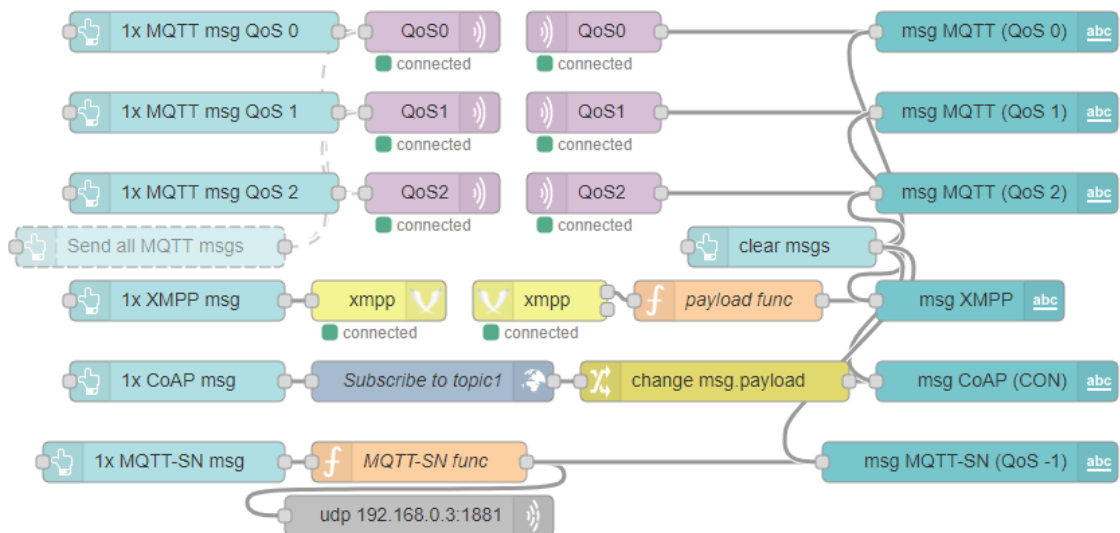 1x MQTT msg QoS 0
QoS0
QoS0
msg MQTT (QoS 0)
abc
connected
connected
1x MQTT msg QoS 1
QoS1
QoS1
msg MQTT (QoS 1)
abc
connected
connected
1x MQTT msg QoS 2
QoS2
QoS2
msg MQTT (QoS 2)
abc
connected
connected
Send all MQTT msgs
clear msgs
1x XMPP msg
xmpp
xmpp
payload func
msg XMPP
abc
connected
connected
1x CoAP msg
Subscribe to topic1
change msg.payload
msg CoAP (CON)
abc
1x MQTT-SN msg
MQTT-SN func
msg MQTT-SN (QoS -1)
abc
udp 192.168.0.3:1881